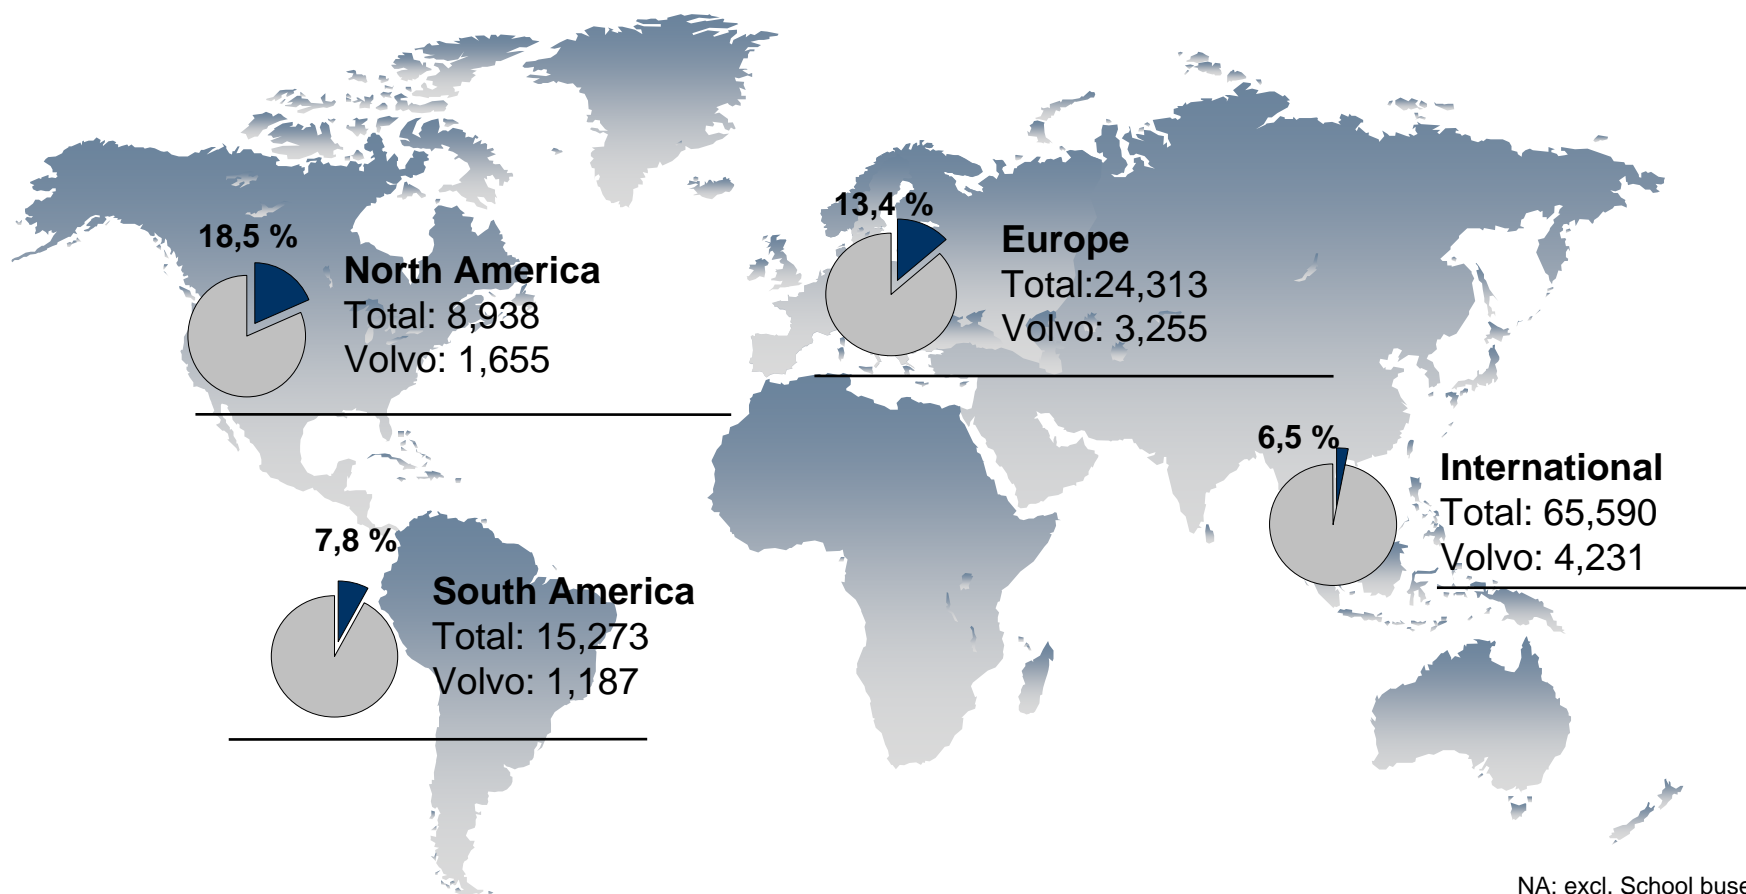 18,5 %
North America
Total: 8,938
Volvo: 1,655
13,4 %
Europe
Total:24,313
Volvo: 3,255
6,5 %
International
Total: 65,590
Volvo: 4,231
7,8 %
South America
Total: 15,273
Volvo: 1,187
NA: excl. School buse